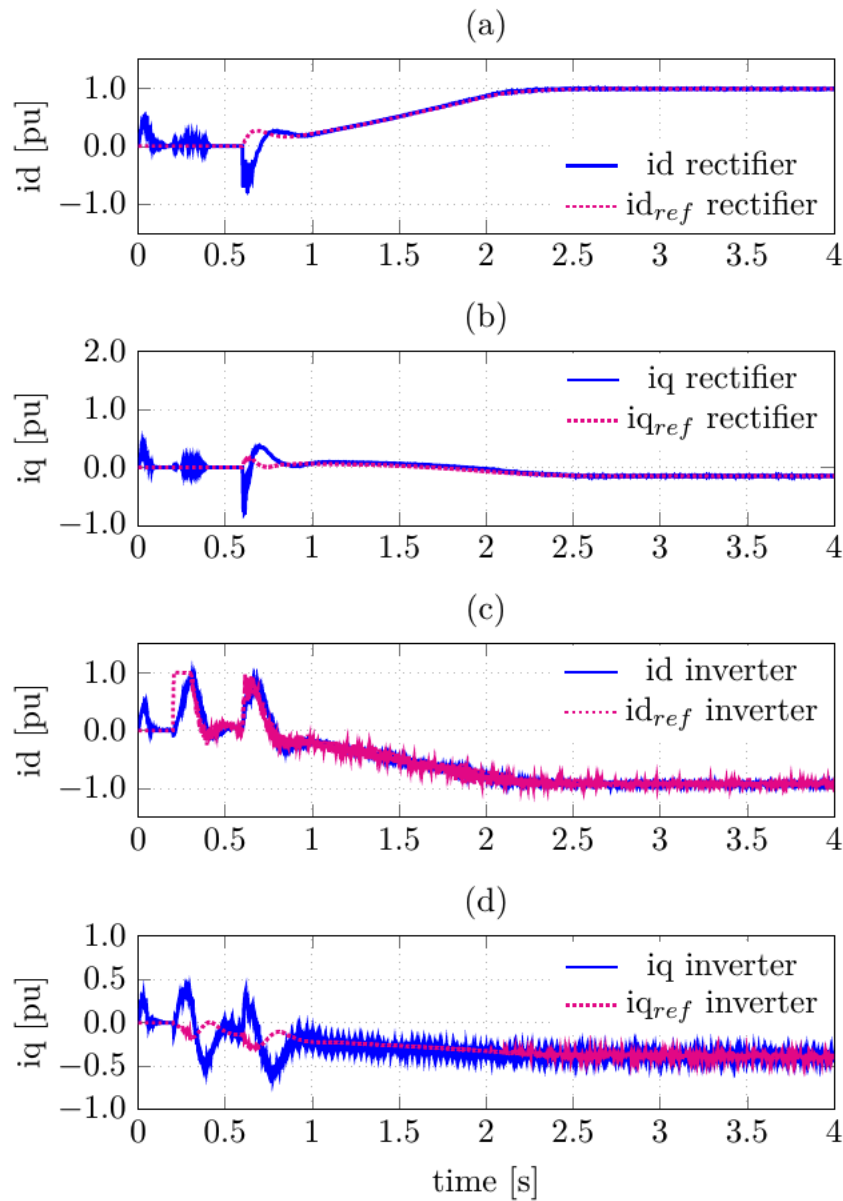 (a)
id [pu]
1.0
0.0
−1.0
id rectifier
id_ref rectifier
0 0.5 1 1.5 2 2.5 3 3.5 4
(b)
iq [pu]
2.0
1.0
0.0
−1.0
iq rectifier
iq_ref rectifier
0 0.5 1 1.5 2 2.5 3 3.5 4
(c)
id [pu]
1.0
0.0
−1.0
id inverter
id_ref inverter
0 0.5 1 1.5 2 2.5 3 3.5 4
(d)
iq [pu]
1.0
0.5
0.0
−0.5
−1.0
iq inverter
iq_ref inverter
0 0.5 1 1.5 2 2.5 3 3.5 4
time [s]